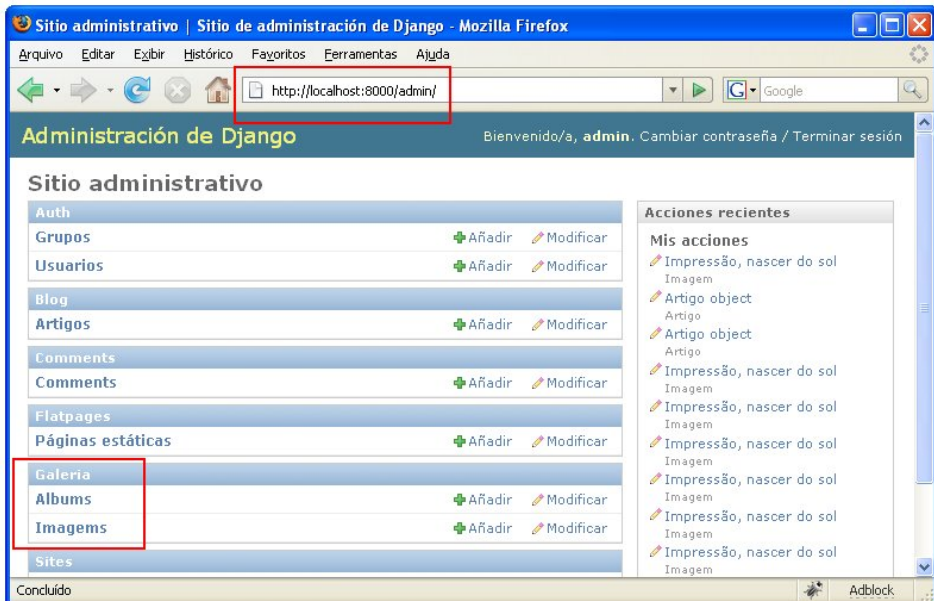 Sitio administrativo | Sitio de administración de Django - Mozilla Firefox
Arquivo Editar Exibir Histórico Favoritos Ferramentas Ajuda
http://localhost:8000/admin/
G Google
Administración de Django
Bienvenido/a, admin. Cambiar contraseña / Terminar sesión
Sitio administrativo
Auth
Grupos Añadir Modificar
Usuarios Añadir Modificar
Blog
Artigos Añadir Modificar
Comments
Comments Añadir Modificar
Flatpages
Páginas estáticas Añadir Modificar
Galeria
Albums Añadir Modificar
Imagems Añadir Modificar
Sites
Acciones recientes
Mis acciones
Impressão, nascer do sol
Imagem
Artigo object
Artigo
Artigo object
Artigo
Impressão, nascer do sol
Imagem
Impressão, nascer do sol
Imagem
Impressão, nascer do sol
Imagem
Impressão, nascer do sol
Imagem
Impressão, nascer do sol
Imagem
Impressão, nascer do sol
Imagem
Concluído
Adblock